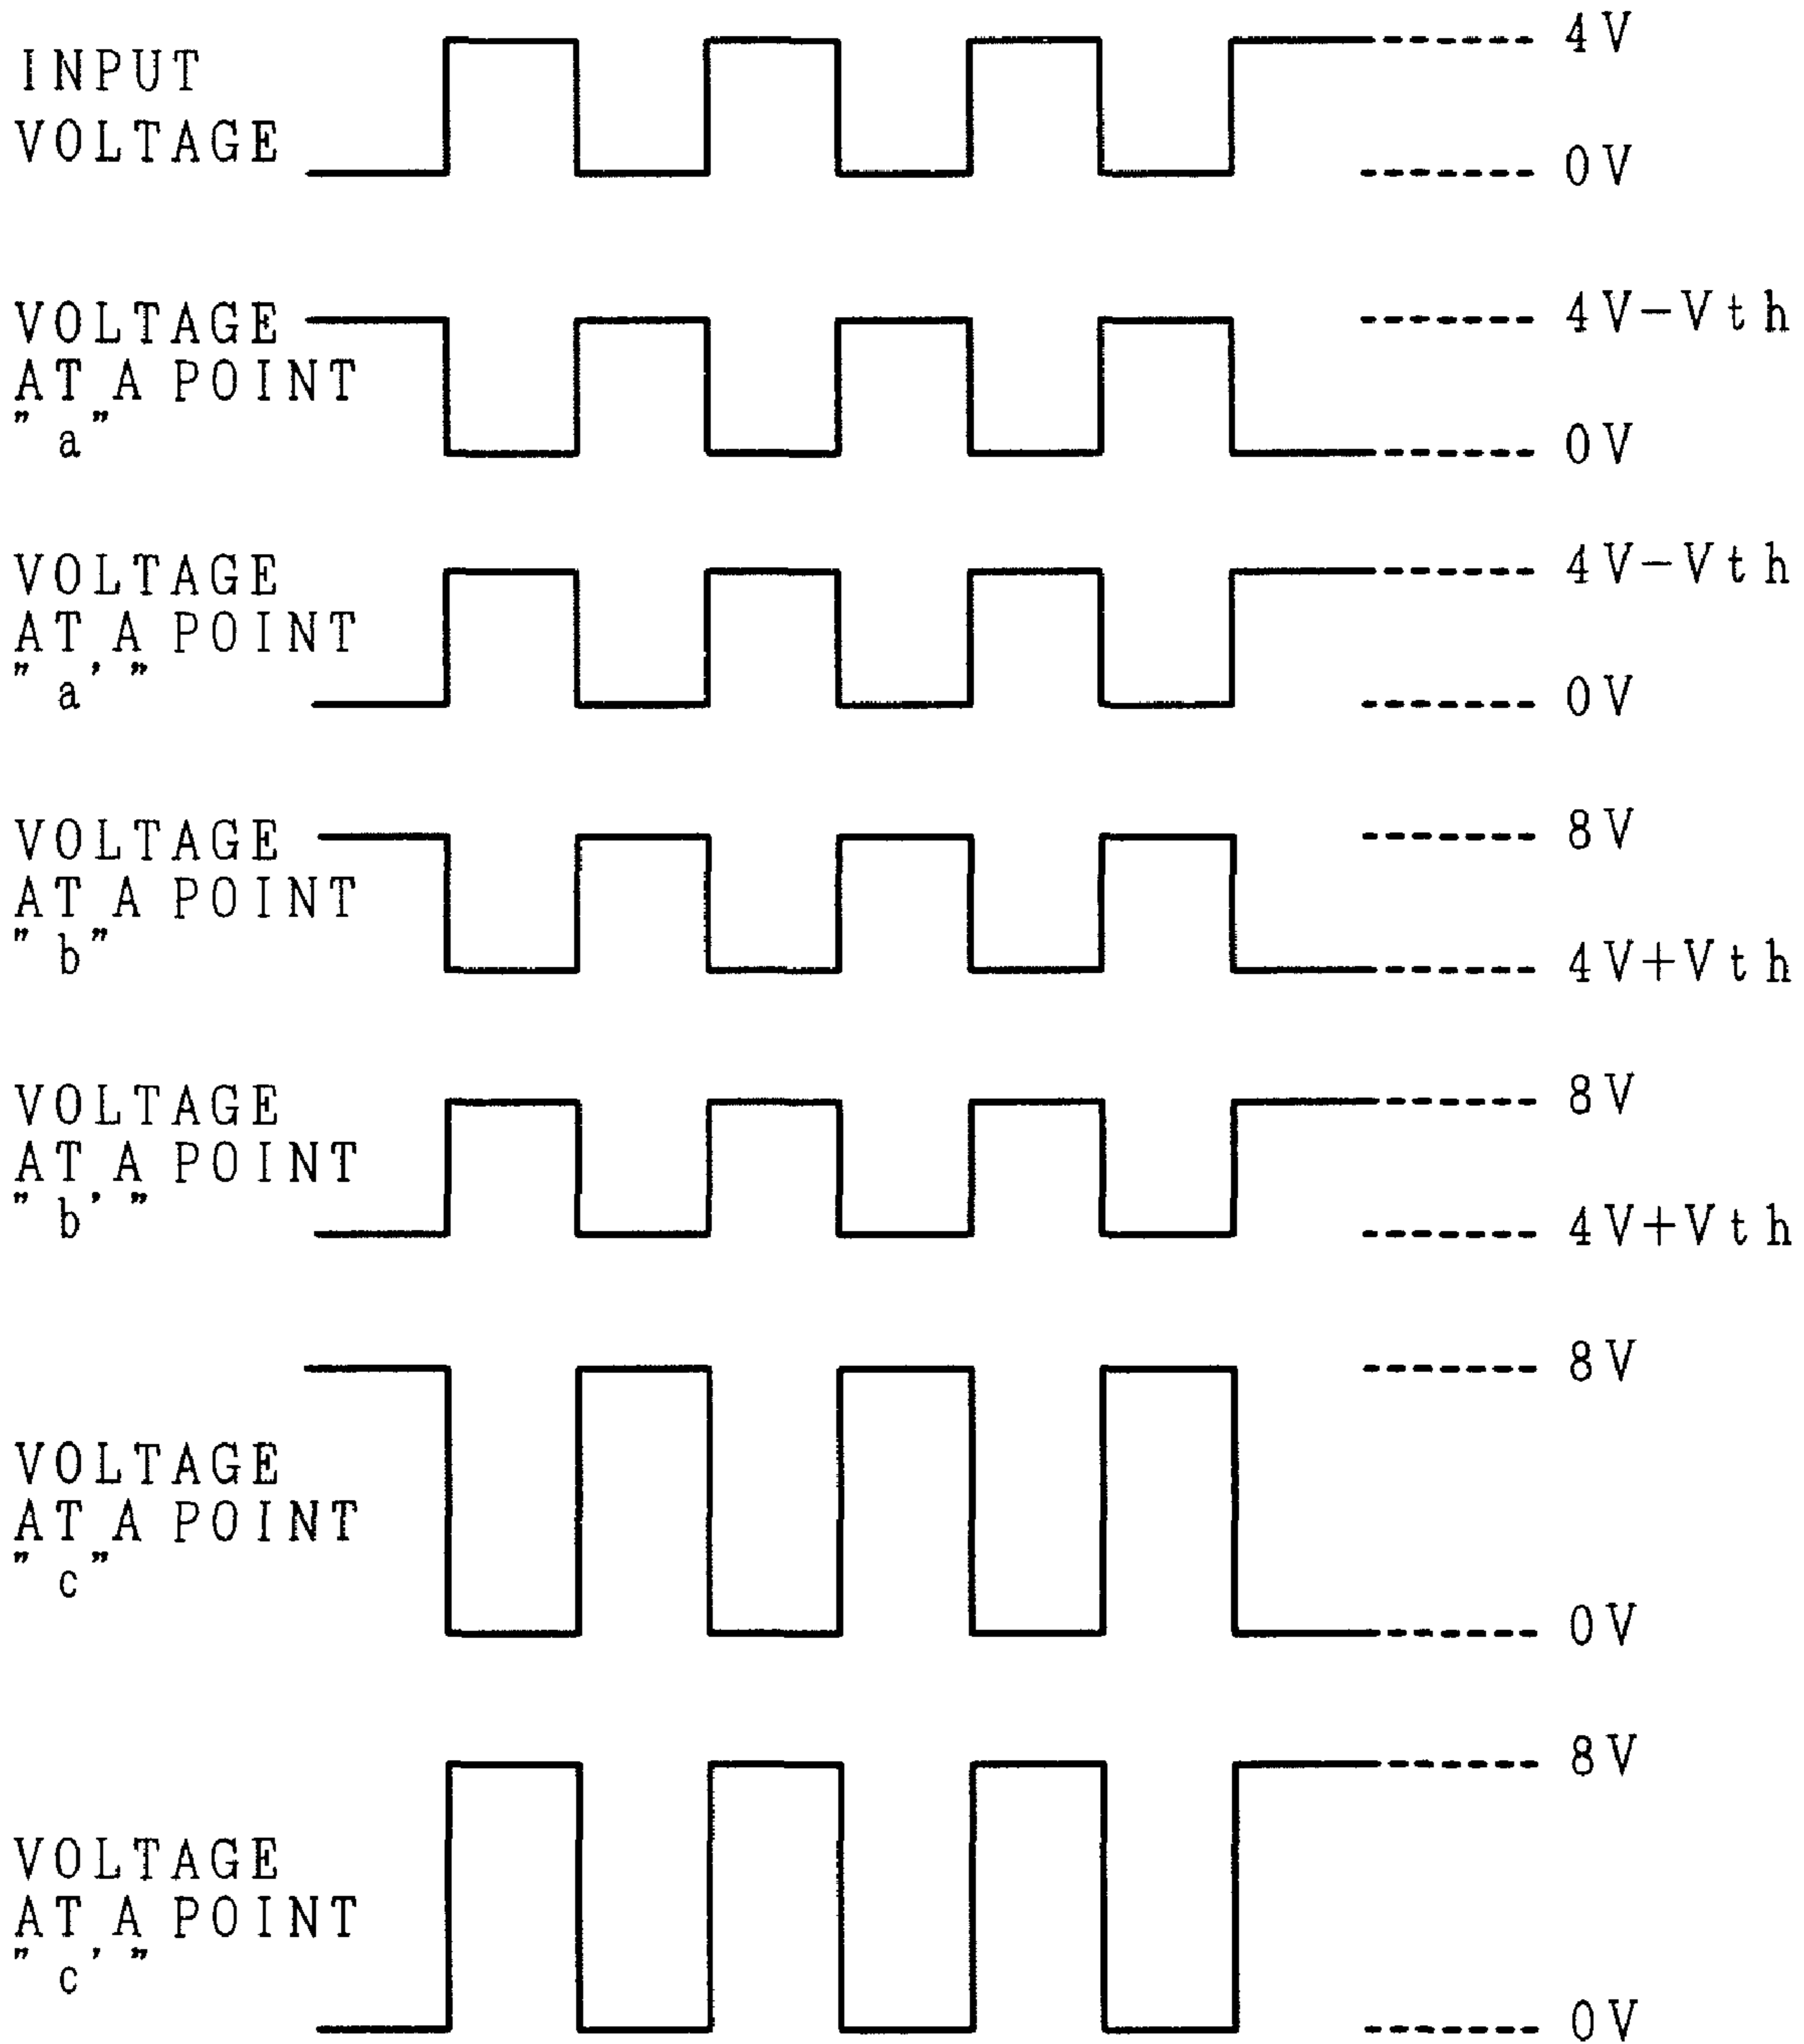 INPUT
VOLTAGE
4V
0V
VOLTAGE
AT A POINT
"a"
4V-Vth
0V
VOLTAGE
AT A POINT
"a'"
4V-Vth
0V
VOLTAGE
AT A POINT
"b"
8V
4V+Vth
VOLTAGE
AT A POINT
"b'"
8V
4V+Vth
VOLTAGE
AT A POINT
"c"
8V
0V
VOLTAGE
AT A POINT
"c'"
8V
0V